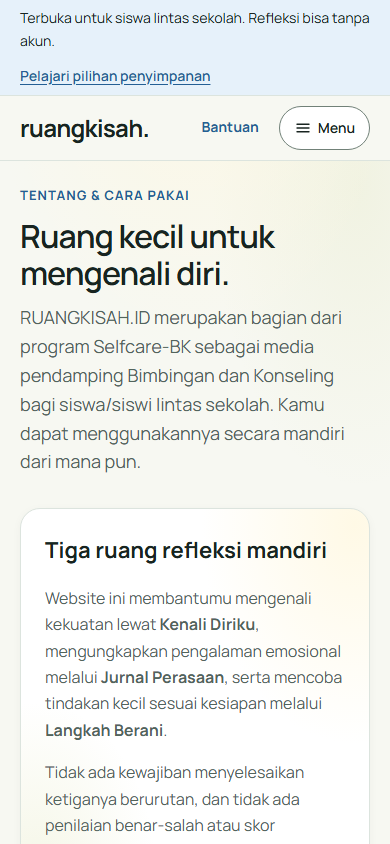 Terbuka untuk siswa lintas sekolah. Refleksi bisa tanpa
akun.
Pelajari pilihan penyimpanan
ruangkisah.
Bantuan
Menu
TENTANG & CARA PAKAI
Ruang kecil untuk
mengenali diri.
RUANGKISAH.ID merupakan bagian dari
program Selfcare-BK sebagai media
pendamping Bimbingan dan Konseling
bagi siswa/siswi lintas sekolah. Kamu
dapat menggunakannya secara mandiri
dari mana pun.
Tiga ruang refleksi mandiri
Website ini membantumu mengenali
kekuatan lewat Kenali Diriku,
mengungkapkan pengalaman emosional
melalui Jurnal Perasaan, serta mencoba
tindakan kecil sesuai kesiapan melalui
Langkah Berani.
Tidak ada kewajiban menyelesaikan
ketiganya berurutan, dan tidak ada
penilaian benar-salah atau skor